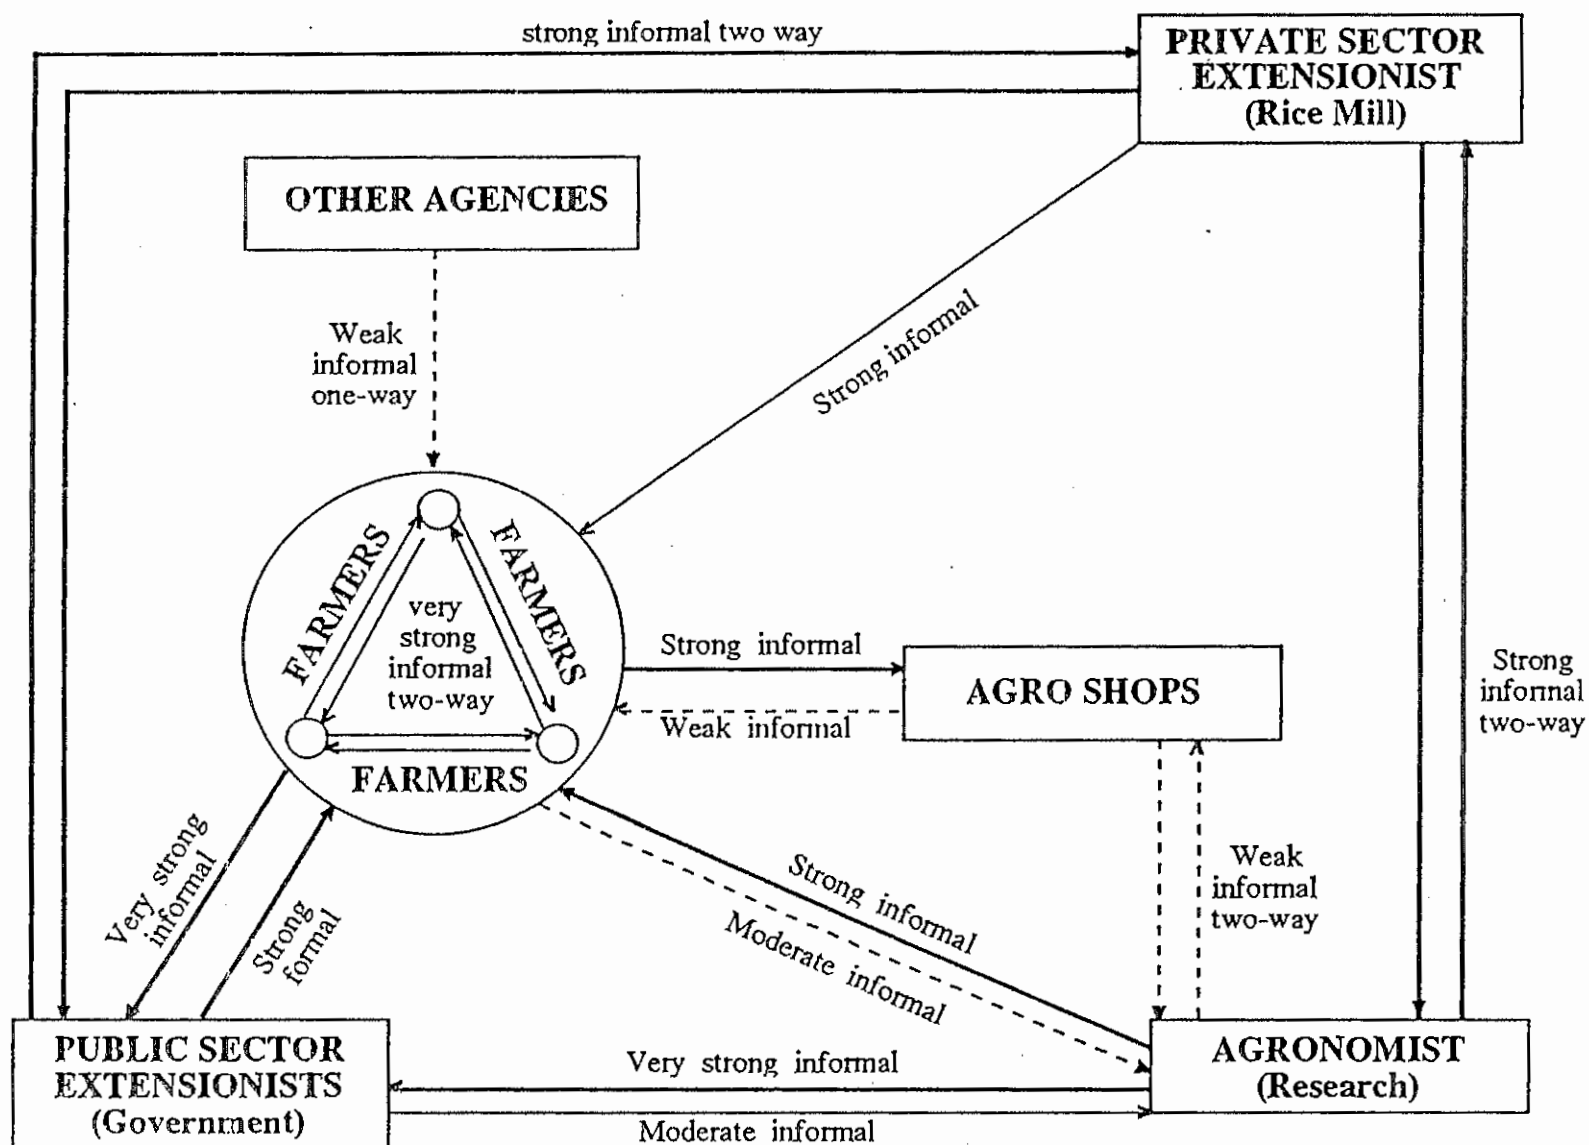 strong informal two way
PRIVATE SECTOR
EXTENSIONIST
(Rice Mill)
OTHER AGENCIES
Weak
informal
one-way
Strong informal
FARMERS
FARMERS
very
strong
informal
two-way
FARMERS
Strong informal
Weak informal
AGRO SHOPS
Strong
informal
two-way
Very strong
informal
Strong
formal
Strong informal
Moderate informal
Weak
informal
two-way
PUBLIC SECTOR
EXTENSIONISTS
(Government)
Very strong informal
Moderate informal
AGRONOMIST
(Research)